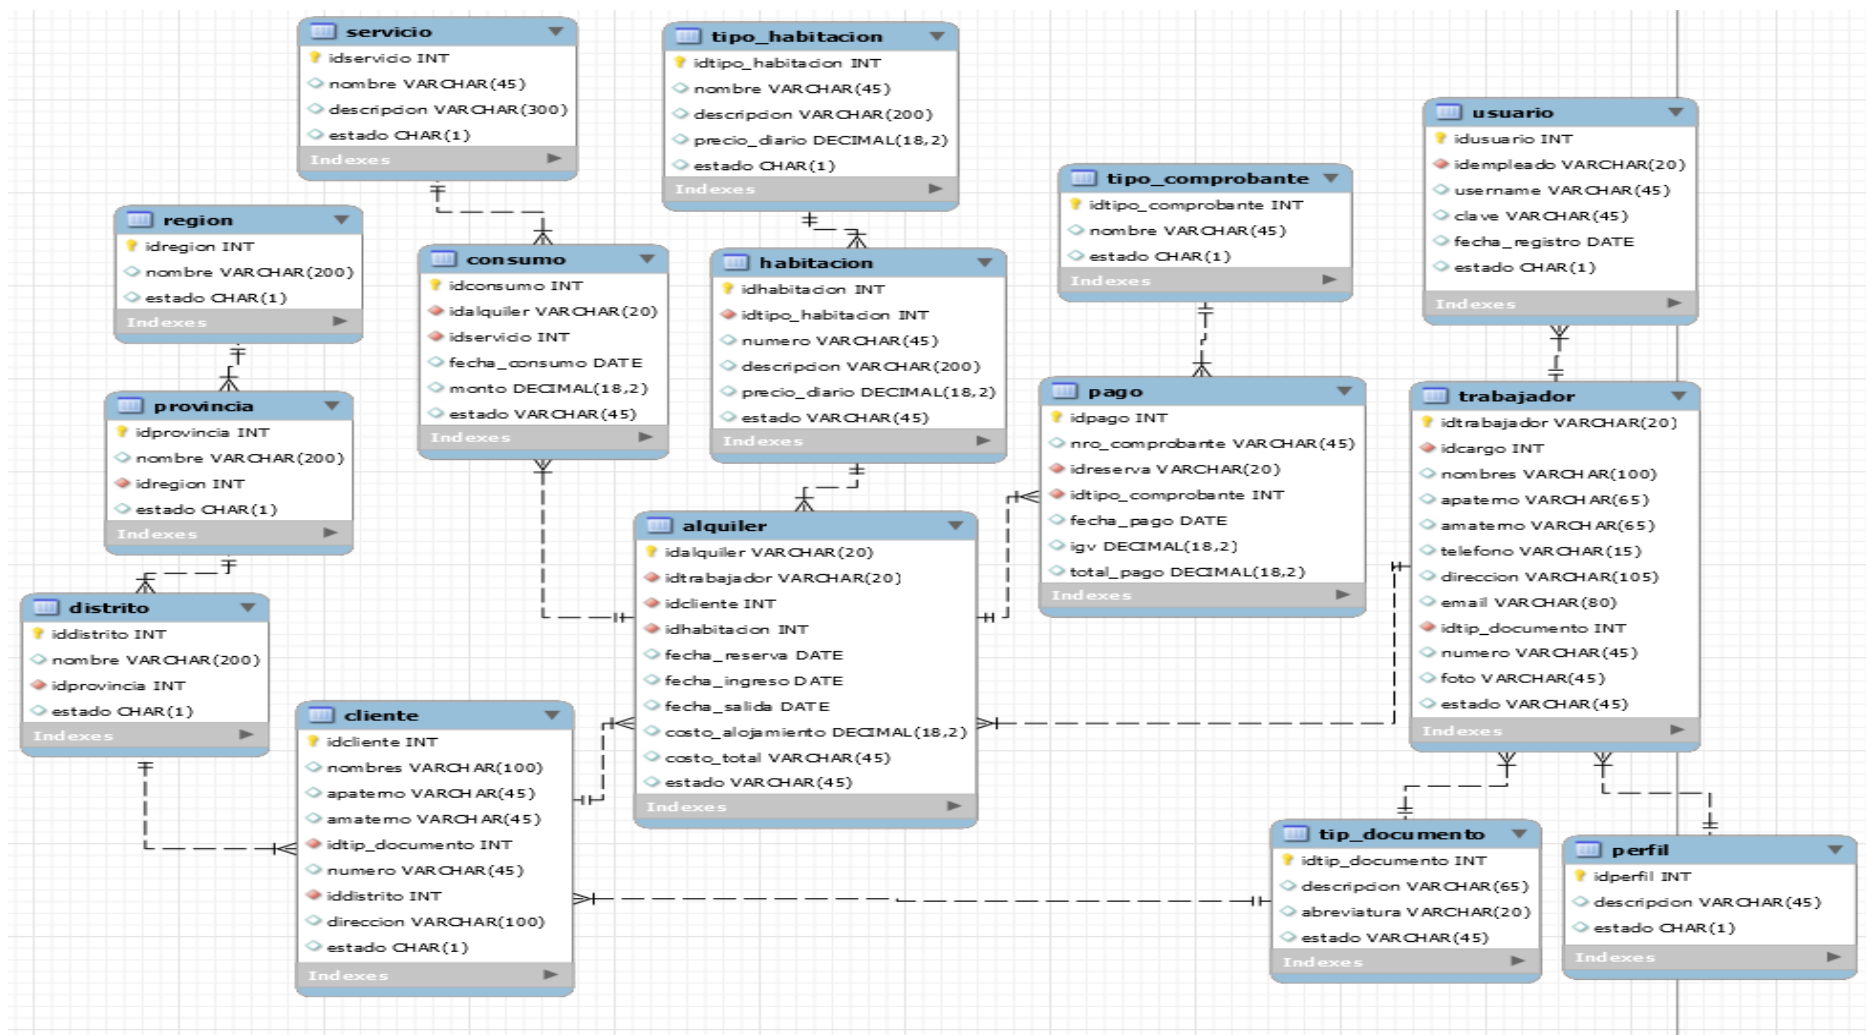 servicio
idservicio INT
nombre VARCHAR(45)
descripcion VARCHAR(300)
estado CHAR(1)
Indexes
tipo_habitacion
idtipo_habitacion INT
nombre VARCHAR(45)
descripcion VARCHAR(200)
precio_diario DECIMAL(18,2)
estado CHAR(1)
Indexes
usuario
idusuario INT
idempleado VARCHAR(20)
username VARCHAR(45)
clave VARCHAR(45)
fecha_registro DATE
estado CHAR(1)
Indexes
tipo_comprobante
idtipo_comprobante INT
nombre VARCHAR(45)
estado CHAR(1)
Indexes
region
idregion INT
nombre VARCHAR(200)
estado CHAR(1)
Indexes
consumo
idconsumo INT
idalquiler VARCHAR(20)
idservicio INT
fecha_consumo DATE
monto DECIMAL(18,2)
estado VARCHAR(45)
Indexes
habitacion
idhabitacion INT
idtipo_habitacion INT
numero VARCHAR(45)
descripcion VARCHAR(200)
precio_diario DECIMAL(18,2)
estado VARCHAR(45)
Indexes
provincia
idprovincia INT
nombre VARCHAR(200)
idregion INT
estado CHAR(1)
Indexes
pago
idpago INT
nro_comprobante VARCHAR(45)
idreserva VARCHAR(20)
idtipo_comprobante INT
fecha_pago DATE
igv DECIMAL(18,2)
total_pago DECIMAL(18,2)
Indexes
trabajador
idtrabajador VARCHAR(20)
idcargo INT
nombres VARCHAR(100)
apaterno VARCHAR(65)
amaterno VARCHAR(65)
telefono VARCHAR(15)
direccion VARCHAR(105)
email VARCHAR(80)
idtip_documento INT
numero VARCHAR(45)
foto VARCHAR(45)
estado VARCHAR(45)
Indexes
alquiler
idalquiler VARCHAR(20)
idtrabajador VARCHAR(20)
idcliente INT
idhabitacion INT
fecha_reserva DATE
fecha_ingreso DATE
fecha_salida DATE
costo_alojamiento DECIMAL(18,2)
costo_total VARCHAR(45)
estado VARCHAR(45)
Indexes
distrito
iddistrito INT
nombre VARCHAR(200)
idprovincia INT
estado CHAR(1)
Indexes
cliente
idcliente INT
nombres VARCHAR(100)
apaterno VARCHAR(45)
amaterno VARCHAR(45)
idtip_documento INT
numero VARCHAR(45)
iddistrito INT
direccion VARCHAR(100)
estado CHAR(1)
Indexes
tip_documento
idtip_documento INT
descripcion VARCHAR(65)
abreviatura VARCHAR(20)
estado VARCHAR(45)
Indexes
perfil
idperfil INT
descripcion VARCHAR(45)
estado CHAR(1)
Indexes